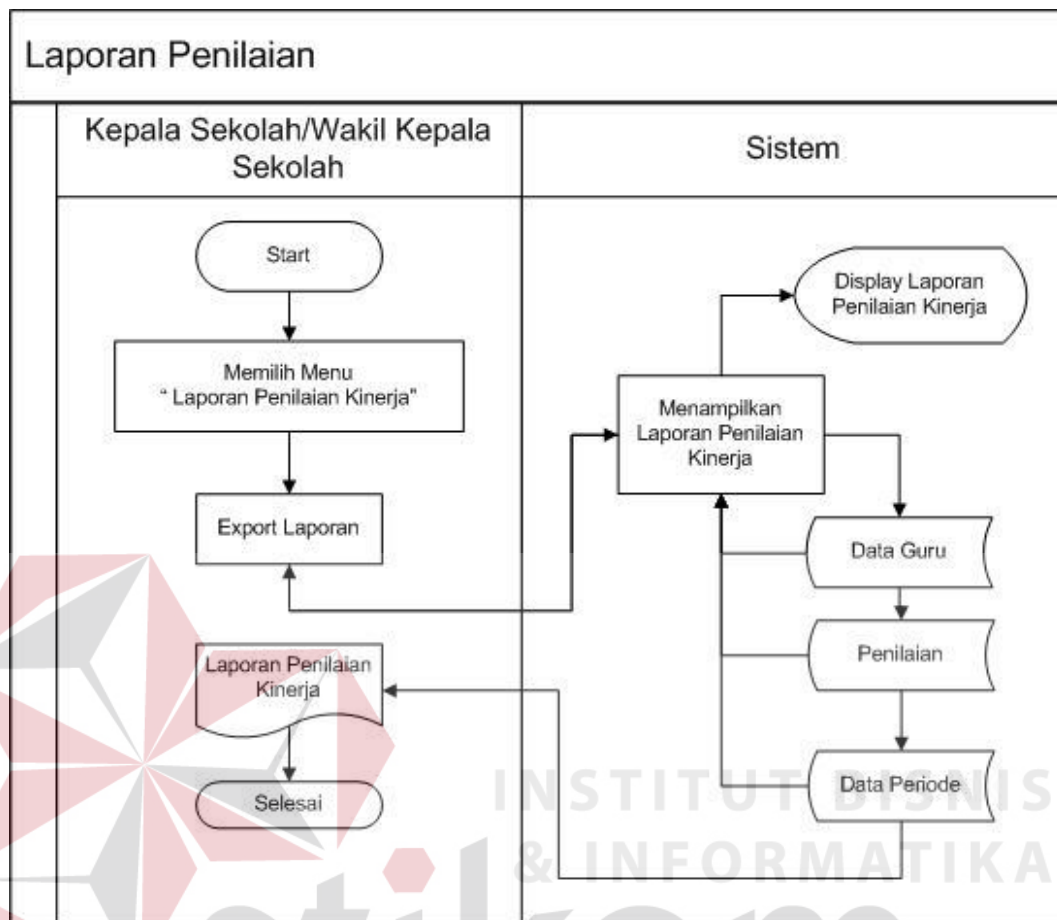 Laporan Penilaian
Kepala Sekolah/Wakil Kepala
Sekolah
Sistem
Start
Memilih Menu
“ Laporan Penilaian Kinerja”
Export Laporan
Laporan Penilaian
Kinerja
Selesai
Display Laporan
Penilaian Kinerja
Menampilkan
Laporan Penilaian
Kinerja
Data Guru
Penilaian
Data Periode
INSTITUT BISNIS
& INFORMATIKA